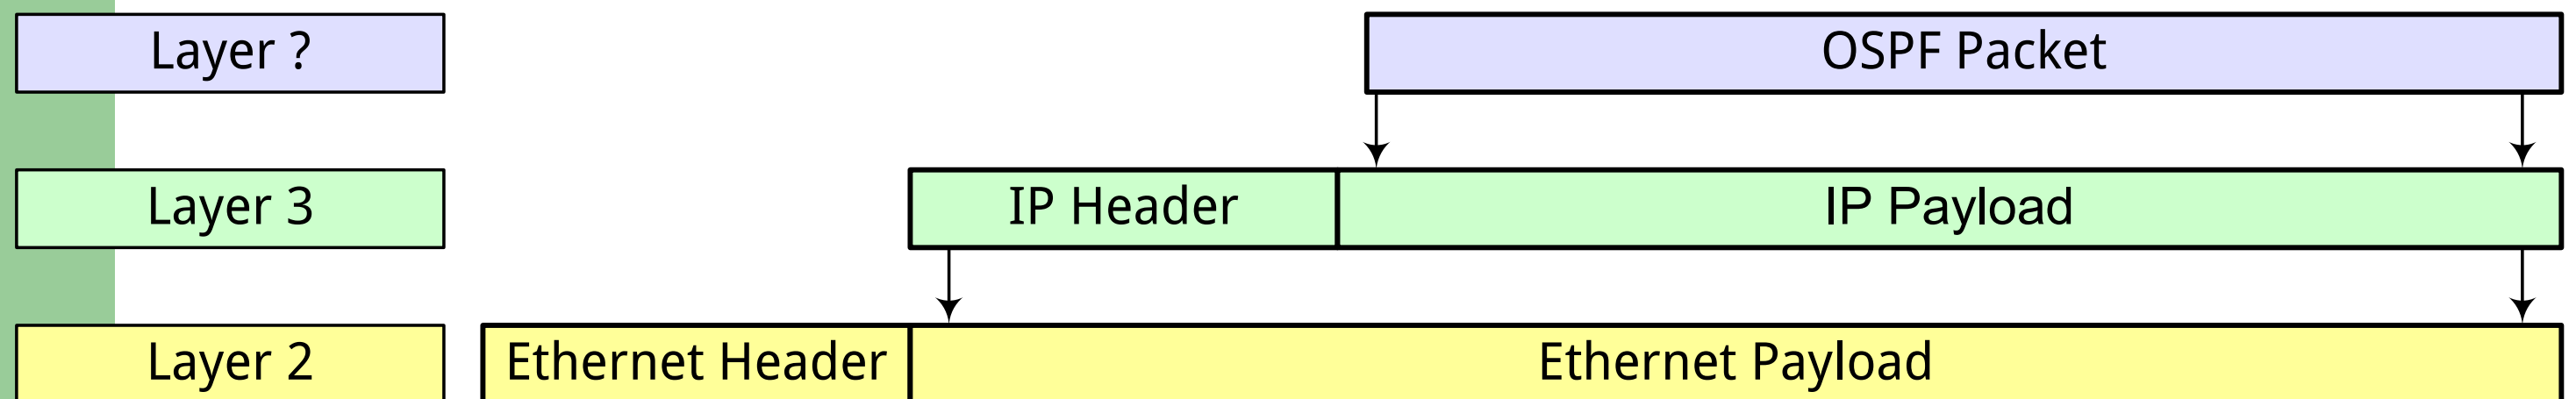 Layer ?
OSPF Packet
Layer 3
IP Header
IP Payload
Layer 2
Ethernet Header
Ethernet Payload